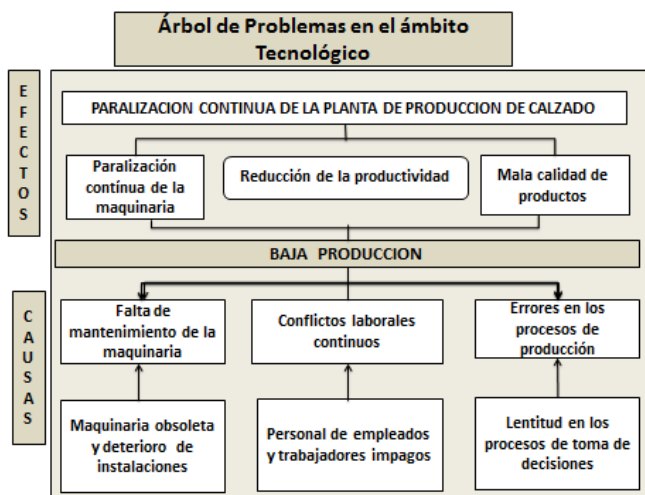 Árbol de Problemas en el ámbito
Tecnológico
EFECTOS
PARALIZACION CONTINUA DE LA PLANTA DE PRODUCCION DE CALZADO
Paralización
contínua de la
maquinaria
Reducción de la productividad
Mala calidad de
productos
BAJA PRODUCCION
CAUSAS
Falta de
mantenimiento de la
maquinaria
Conflictos laborales
continuos
Errores en los
procesos de
producción
Maquinaria obsoleta
y deterioro de
instalaciones
Personal de empleados
y trabajadores impagos
Lentitud en los
procesos de toma de
decisiones